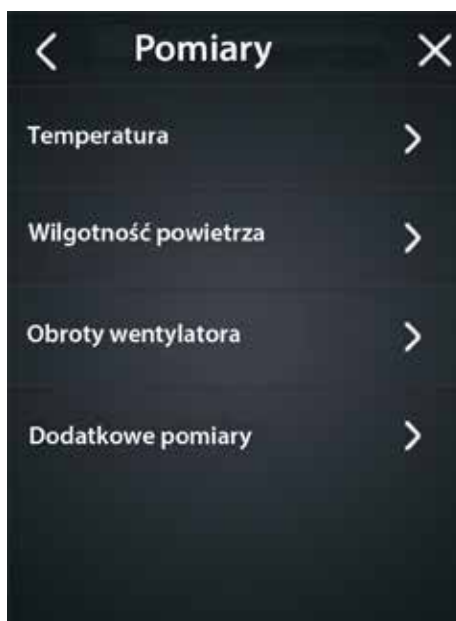 Pomiary
Temperatura
Wilgotność powietrza
Obroty wentylatora
Dodatkowe pomiary